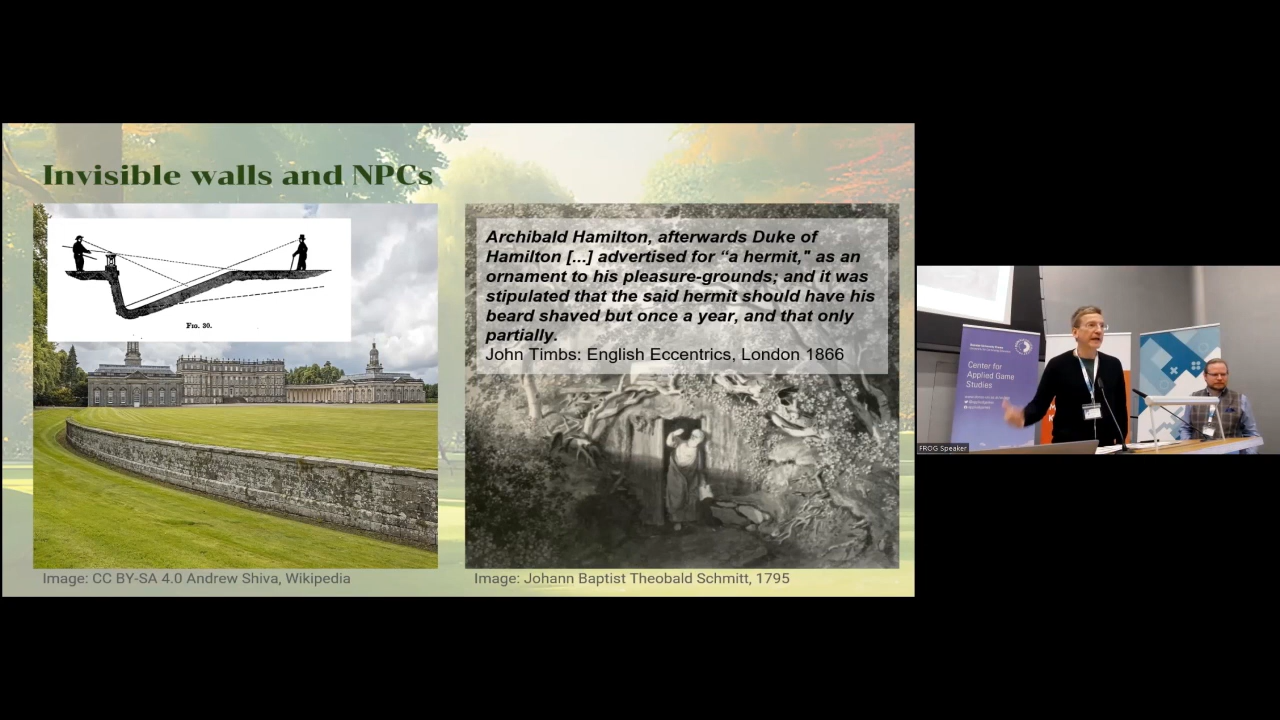 Invisible walls and NPCs
FIG. 30.
Archibald Hamilton, afterwards Duke of
Hamilton [...] advertised for “a hermit," as an
ornament to his pleasure-grounds; and it was
stipulated that the said hermit should have his
beard shaved but once a year, and that only
partially.
John Timbs: English Eccentrics, London 1866
Image: CC BY-SA 4.0 Andrew Shiva, Wikipedia
Image: Johann Baptist Theobald Schmitt, 1795
Center for
Applied Game
Studies
FROG Speaker